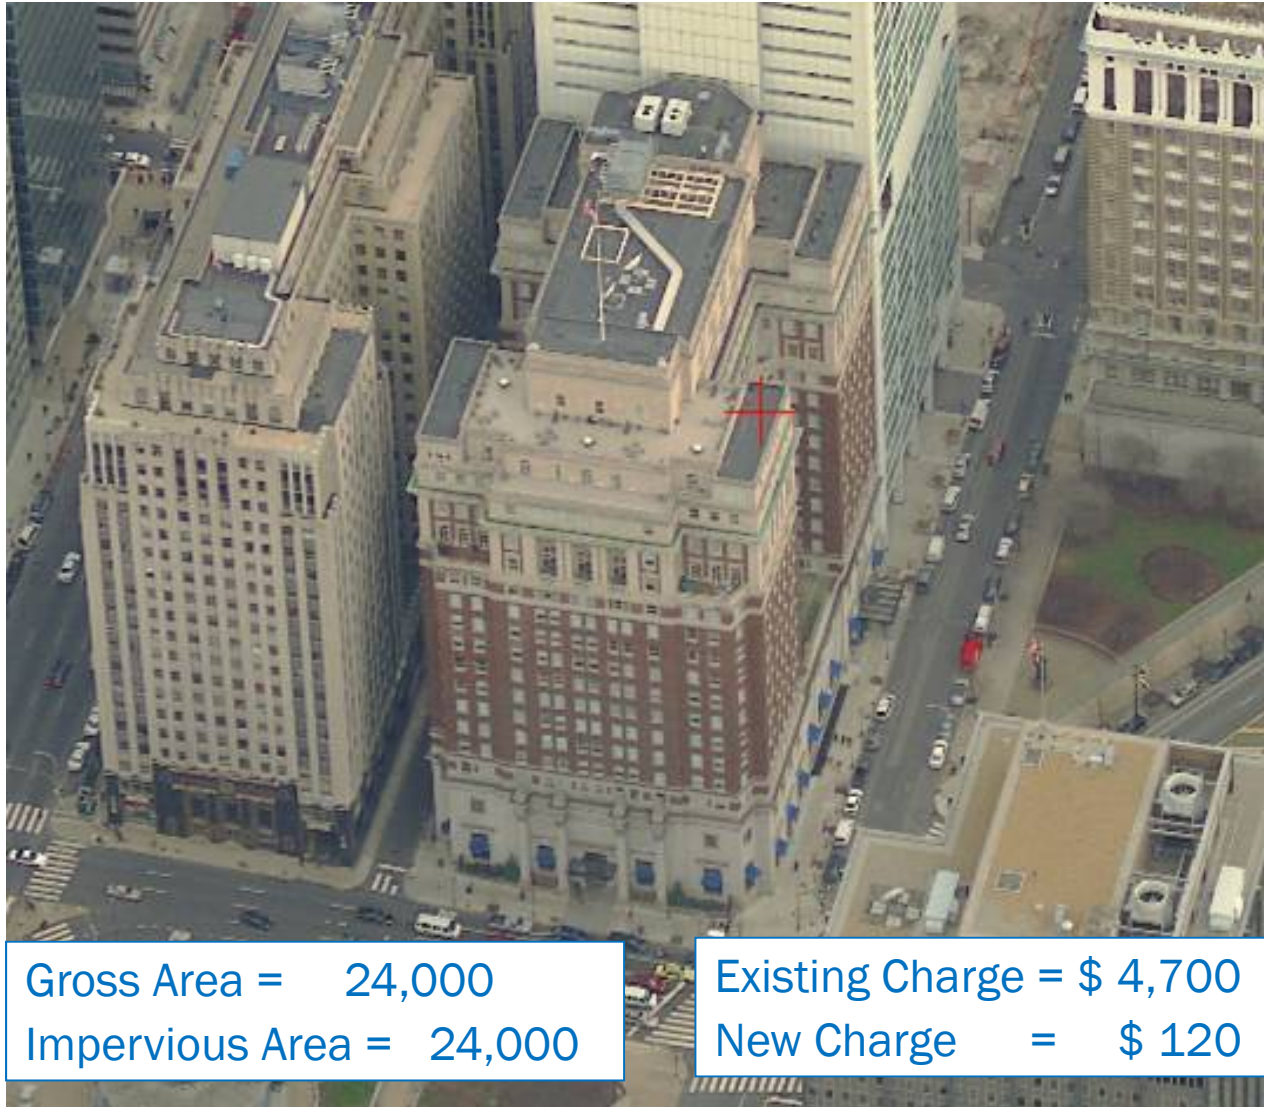 Gross Area = 24,000
Impervious Area = 24,000
Existing Charge = $ 4,700
New Charge = $ 120